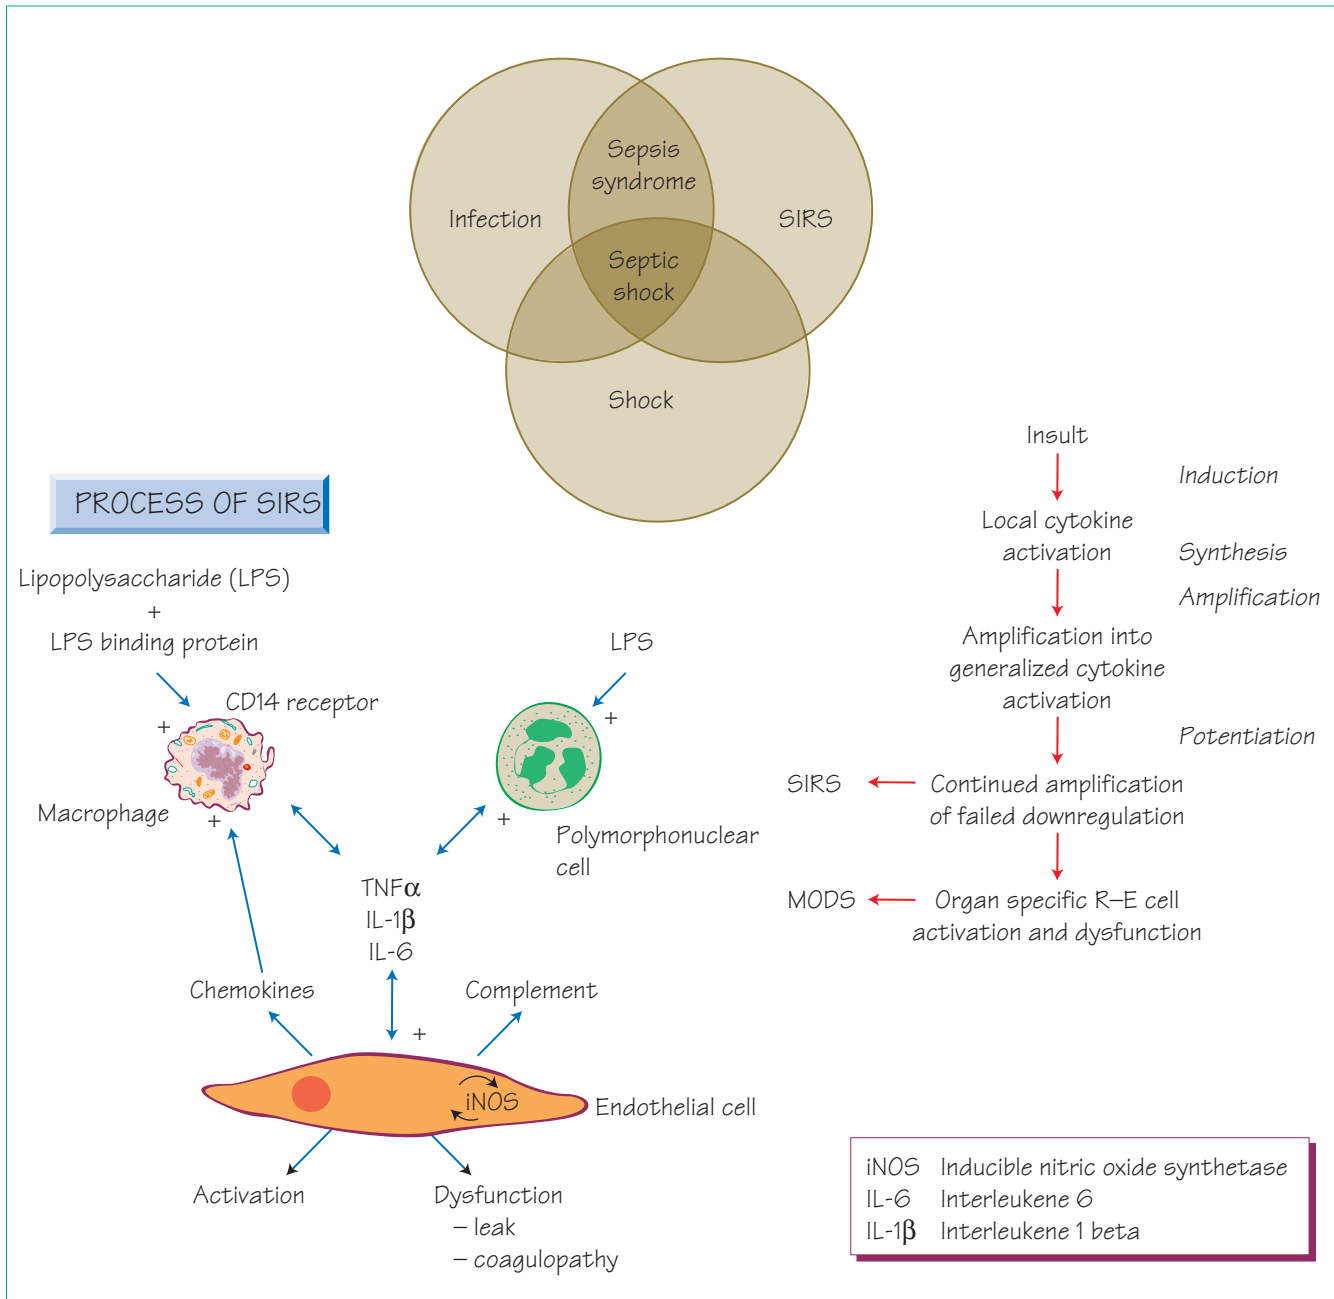 Sepsis
syndrome
Infection
SIRS
Septic
shock
Shock
PROCESS OF SIRS
Lipopolysaccharide (LPS)
+
LPS binding protein
CD14 receptor
+
Macrophage
+
LPS
+
+
Polymorphonuclear
cell
TNFα
IL-1β
IL-6
Chemokines
Complement
+
iNOS
Endothelial cell
Activation
Dysfunction
– leak
– coagulopathy
Insult
Induction
Local cytokine
activation
Synthesis
Amplification
Amplification into
generalized cytokine
activation
Potentiation
SIRS
Continued amplification
of failed downregulation
MODS
Organ specific R–E cell
activation and dysfunction
iNOS Inducible nitric oxide synthetase
IL-6 Interleukene 6
IL-1β Interleukene 1 beta